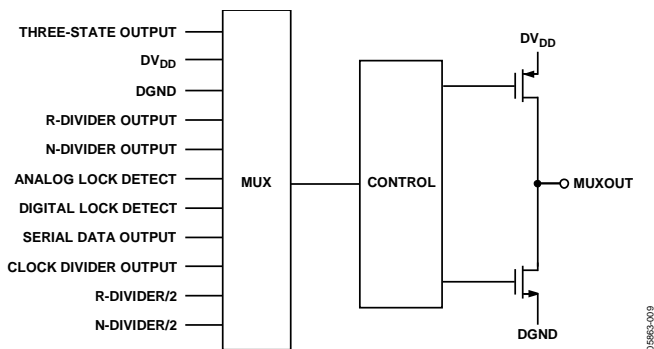 THREE-STATE OUTPUT
DVDD
DGND
R-DIVIDER OUTPUT
N-DIVIDER OUTPUT
ANALOG LOCK DETECT
DIGITAL LOCK DETECT
SERIAL DATA OUTPUT
CLOCK DIVIDER OUTPUT
R-DIVIDER/2
N-DIVIDER/2
MUX
CONTROL
DVDD
MUXOUT
DGND
05863-009